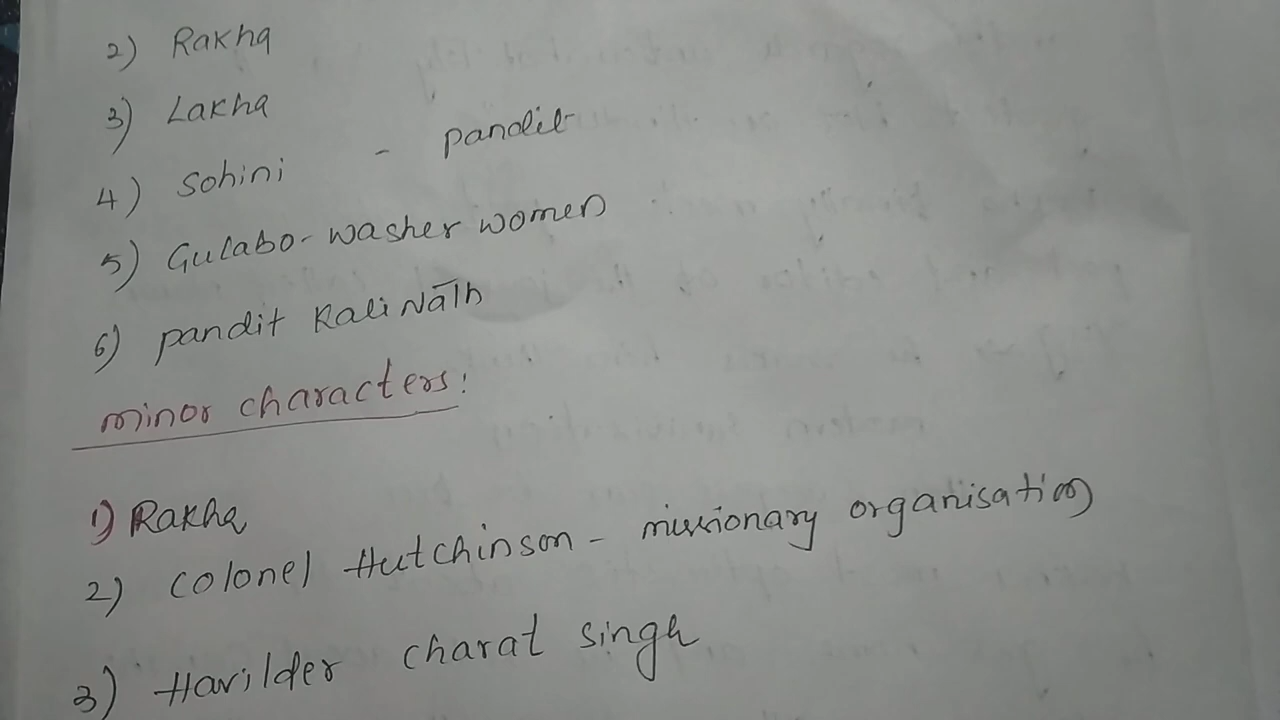 2) Rakha
3) Lakha
4) Sohini - pandit
5) Gulabo - washer women
6) pandit Kali Nāth
minor characters:
1) Rakha
2) Colonel Hutchinson - missionary organisation
3) Havilder charat singh